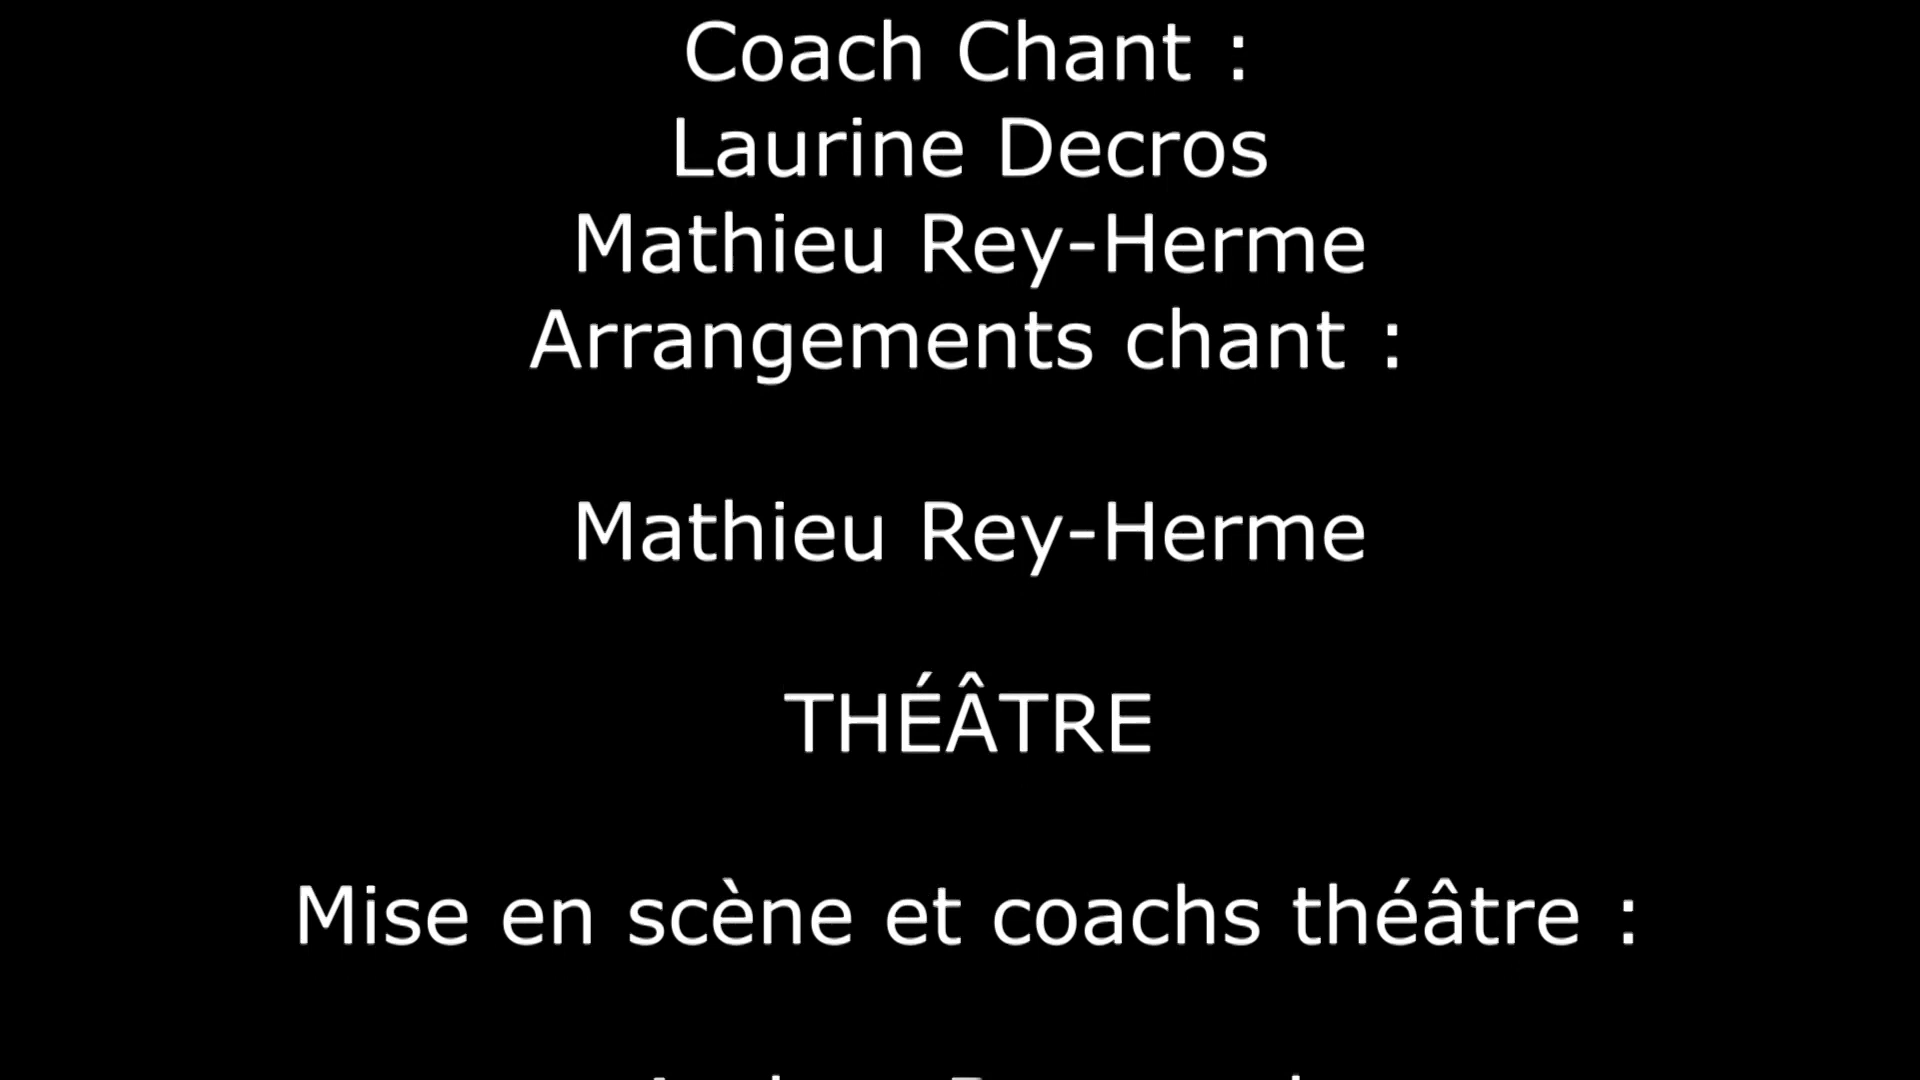 Coach Chant :
Laurine Decros
Mathieu Rey-Herme
Arrangements chant :
Mathieu Rey-Herme
THÉÂTRE
Mise en scène et coachs théâtre :